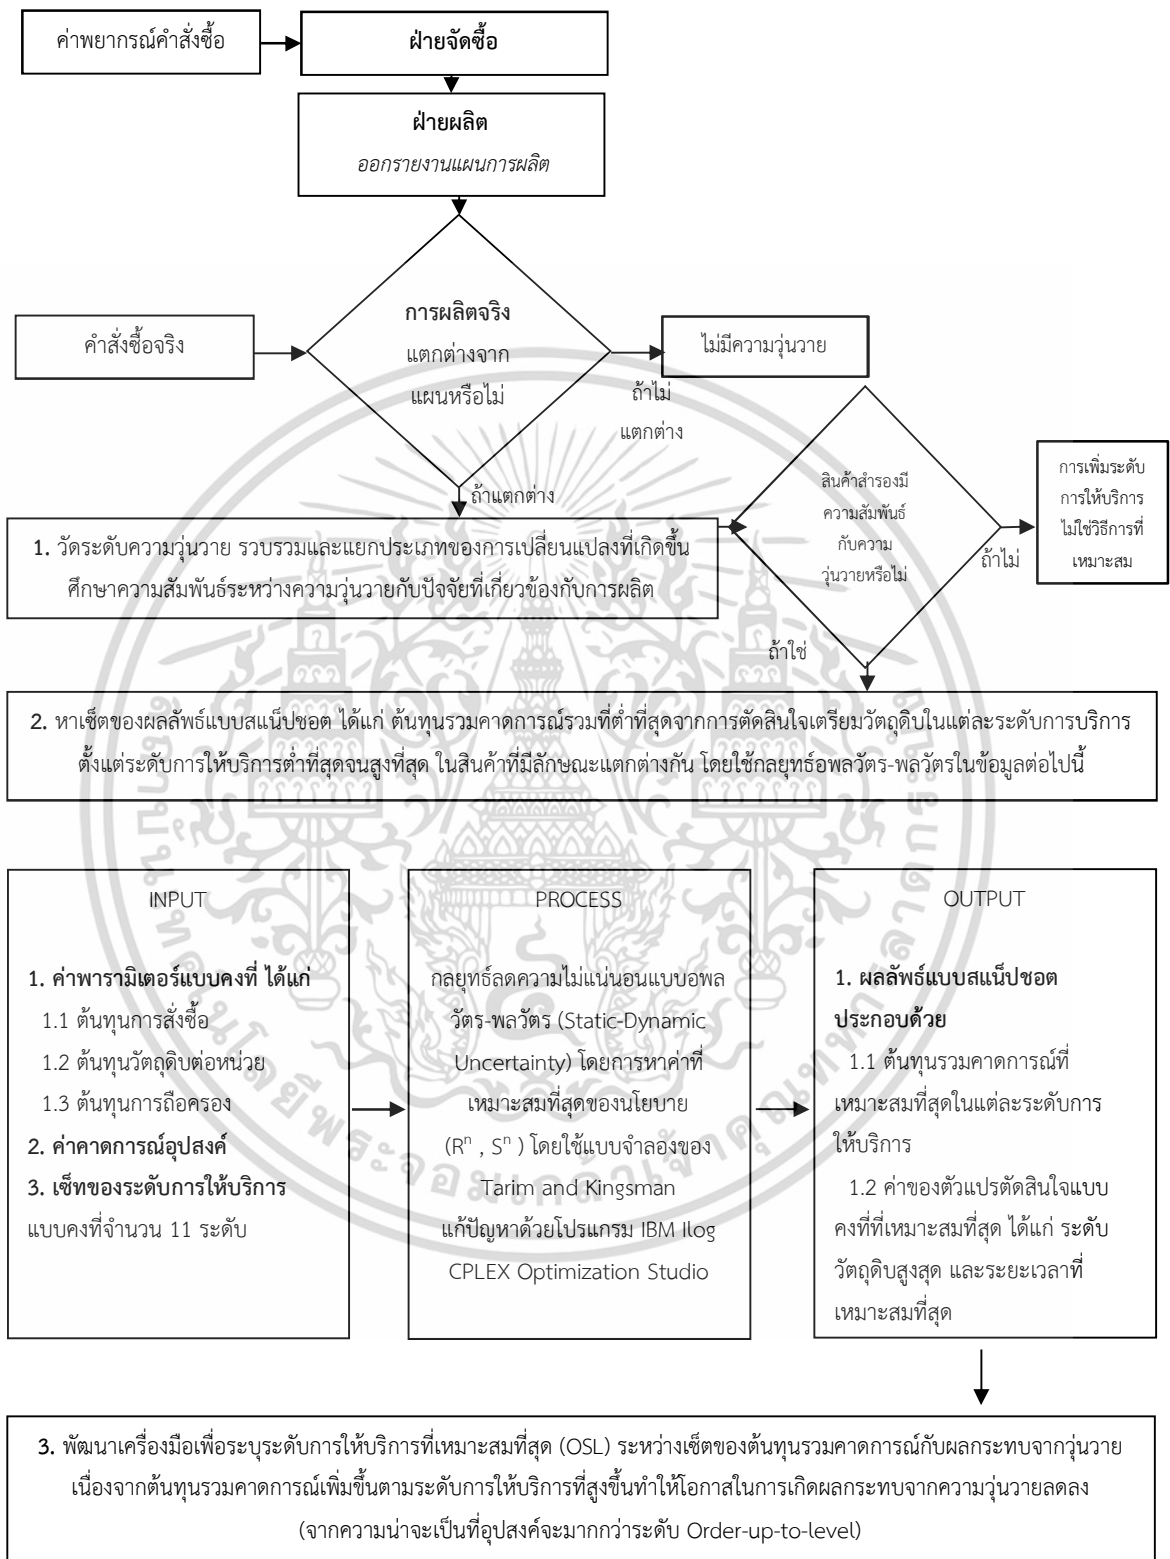 ค่าพยากรณ์คำสั่งซื้อ
ฝ่ายจัดซื้อ
ฝ่ายผลิต
ออกรายงานแผนการผลิต
คำสั่งซื้อจริง
การผลิตจริง
แตกต่างจาก
แผนหรือไม่
ไม่มีความวุ่นวาย
ถ้าไม่
แตกต่าง
ถ้าแตกต่าง
1. วัดระดับความวุ่นวาย รวบรวมและแยกประเภทของการเปลี่ยนแปลงที่เกิดขึ้น
ศึกษาความสัมพันธ์ระหว่างความวุ่นวายกับปัจจัยที่เกี่ยวข้องกับการผลิต
สินค้าสำรองมี
ความสัมพันธ์
กับความ
วุ่นวายหรือไม่
ถ้าไม่
การเพิ่มระดับ
การให้บริการ
ไม่ใช่วิธีการที่
เหมาะสม
ถ้าใช่
2. หาเซ็ตของผลลัพธ์แบบสแน็ปชอต ได้แก่ ต้นทุนรวมคาดการณ์รวมที่ต่ำที่สุดจากการตัดสินใจเตรียมวัตถุดิบในแต่ละระดับการบริการ
ตั้งแต่ระดับการให้บริการต่ำที่สุดจนสูงที่สุด ในสินค้าที่มีลักษณะแตกต่างกัน โดยใช้กลยุทธ์อพลวัตร-พลวัตรในข้อมูลต่อไปนี้
INPUT
1. ค่าพารามิเตอร์แบบคงที่ ได้แก่
1.1 ต้นทุนการสั่งซื้อ
1.2 ต้นทุนวัตถุดิบต่อหน่วย
1.3 ต้นทุนการถือครอง
2. ค่าคาดการณ์อุปสงค์
3. เซ็ทของระดับการให้บริการ
แบบคงที่จำนวน 11 ระดับ
PROCESS
กลยุทธ์ลดความไม่แน่นอนแบบอพล
วัตร-พลวัตร (Static-Dynamic
Uncertainty) โดยการหาค่าที่
เหมาะสมที่สุดของนโยบาย
(Rⁿ , Sⁿ ) โดยใช้แบบจำลองของ
Tarim and Kingsman
แก้ปัญหาด้วยโปรแกรม IBM Ilog
CPLEX Optimization Studio
OUTPUT
1. ผลลัพธ์แบบสแน็ปชอต
ประกอบด้วย
1.1 ต้นทุนรวมคาดการณ์ที่
เหมาะสมที่สุดในแต่ละระดับการ
ให้บริการ
1.2 ค่าของตัวแปรตัดสินใจแบบ
คงที่ที่เหมาะสมที่สุด ได้แก่ ระดับ
วัตถุดิบสูงสุด และระยะเวลาที่
เหมาะสมที่สุด
3. พัฒนาเครื่องมือเพื่อระบุระดับการให้บริการที่เหมาะสมที่สุด (OSL) ระหว่างเซ็ตของต้นทุนรวมคาดการณ์กับผลกระทบจากวุ่นวาย
เนื่องจากต้นทุนรวมคาดการณ์เพิ่มขึ้นตามระดับการให้บริการที่สูงขึ้นทำให้โอกาสในการเกิดผลกระทบจากความวุ่นวายลดลง
(จากความน่าจะเป็นที่อุปสงค์จะมากกว่าระดับ Order-up-to-level)
สถาบันเทคโนโลยีพระจอมเกล้าเจ้าคุณทหารลาดกระบัง